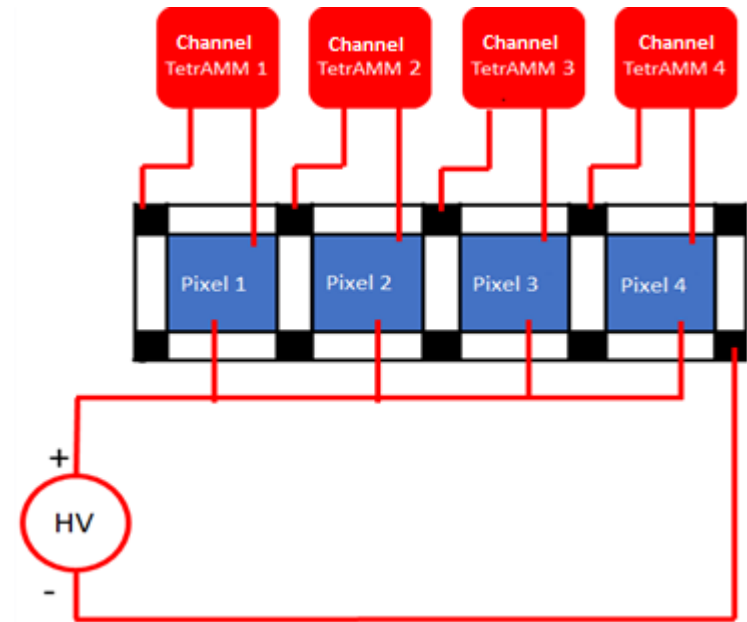 Channel
TetrAMM 1
Channel
TetrAMM 2
Channel
TetrAMM 3
Channel
TetrAMM 4
Pixel 1
Pixel 2
Pixel 3
Pixel 4
+
HV
-